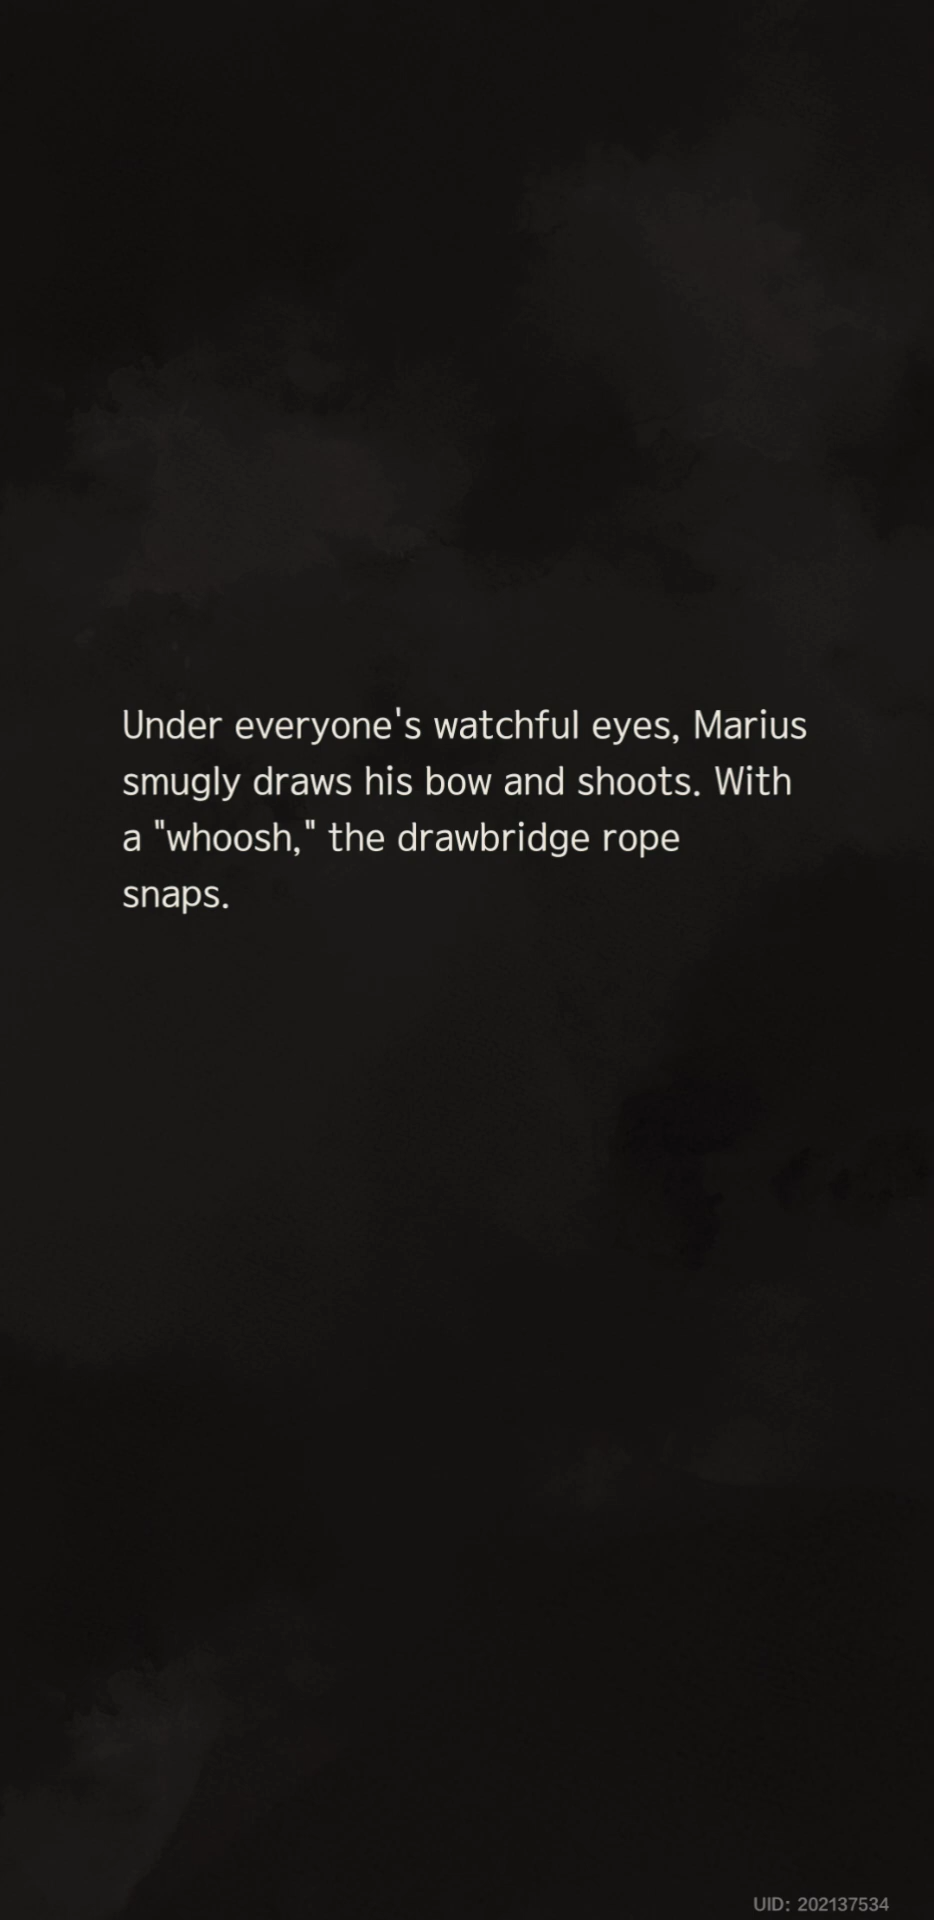 Under everyone's watchful eyes, Marius
smugly draws his bow and shoots. With
a "whoosh," the drawbridge rope
snaps.
UID: 202137534